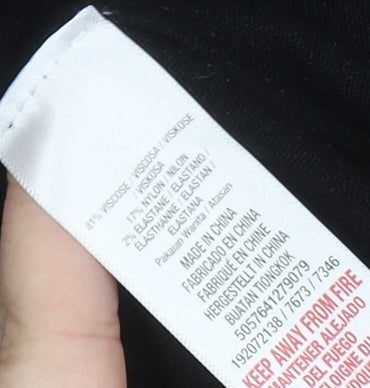 81% VISCOSE / VISCOSA / VISKOSE
/ VISKOSA
17% NYLON / NILON
2% ELASTANE / ELASTANO /
ELASTHANNE / ELASTAN /
ELASTANA
Pakaian Wanita / Atasan
MADE IN CHINA
FABRICADO EN CHINA
FABRIQUÉ EN CHINE
HERGESTELLT IN CHINA
BUATAN TIONGKOK
5057641279079
192072138 / 7673 / 7346
KEEP AWAY FROM FIRE
MANTENER ALEJADO
DEL FUEGO